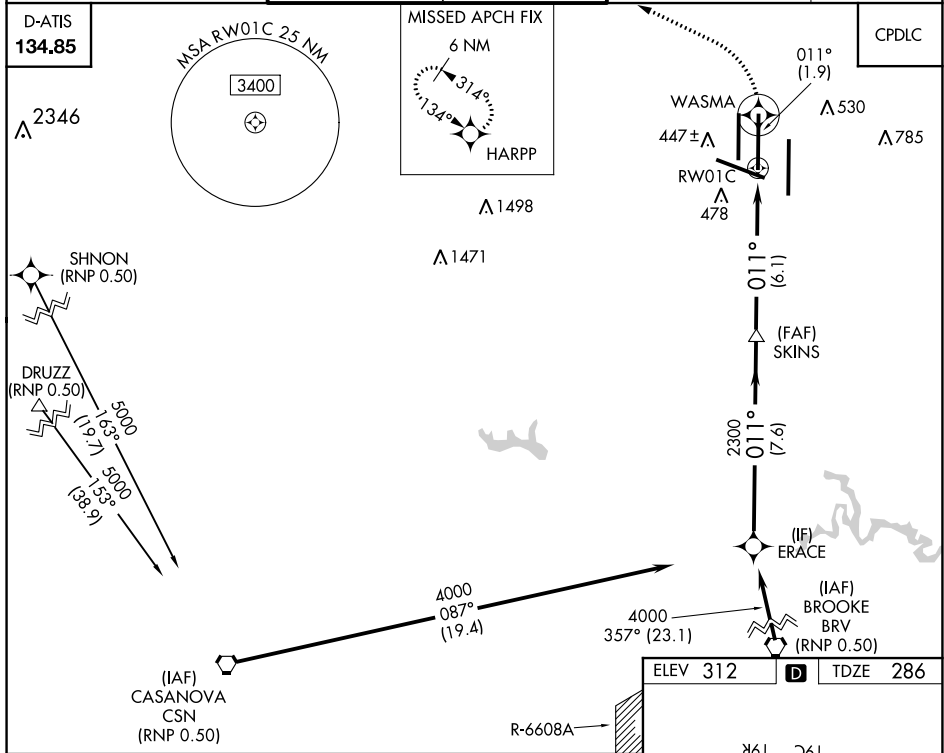 D-ATIS
134.85
MSA RW01C 25 NM
3400
MISSED APCH FIX
6 NM
314°
134°
HARPP
CPDLC
011°
(1.9)
WASMA
530
2346
447±
785
RW01C
478
1498
1471
SHNON
(RNP 0.50)
011°
(6.1)
(FAF)
SKINS
DRUZZ
(RNP 0.50)
5000
163°
(19.7)
5000
153°
(38.9)
2300
011°
(7.6)
(IF)
ERACE
4000
087°
(19.4)
4000
357° (23.1)
(IAF)
BROOKE
BRV
(RNP 0.50)
(IAF)
CASANOVA
CSN
(RNP 0.50)
R-6608A
ELEV 312
D
TDZE 286
19R
19C